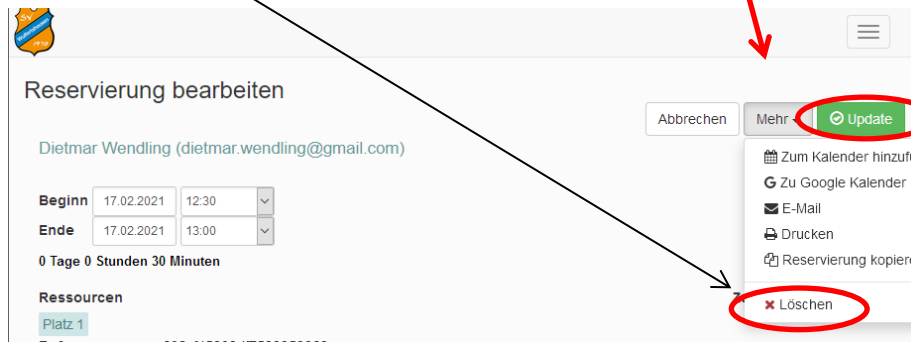 SV
1930
Reservierung bearbeiten
Abbrechen Mehr Update
Dietmar Wendling (dietmar.wendling@gmail.com)
Zum Kalender hinzufü
G Zu Google Kalender
Beginn 17.02.2021 12:30
E-Mail
Ende 17.02.2021 13:00
Drucken
0 Tage 0 Stunden 30 Minuten
Reservierung kopiere
Ressourcen
Löschen
Platz 1